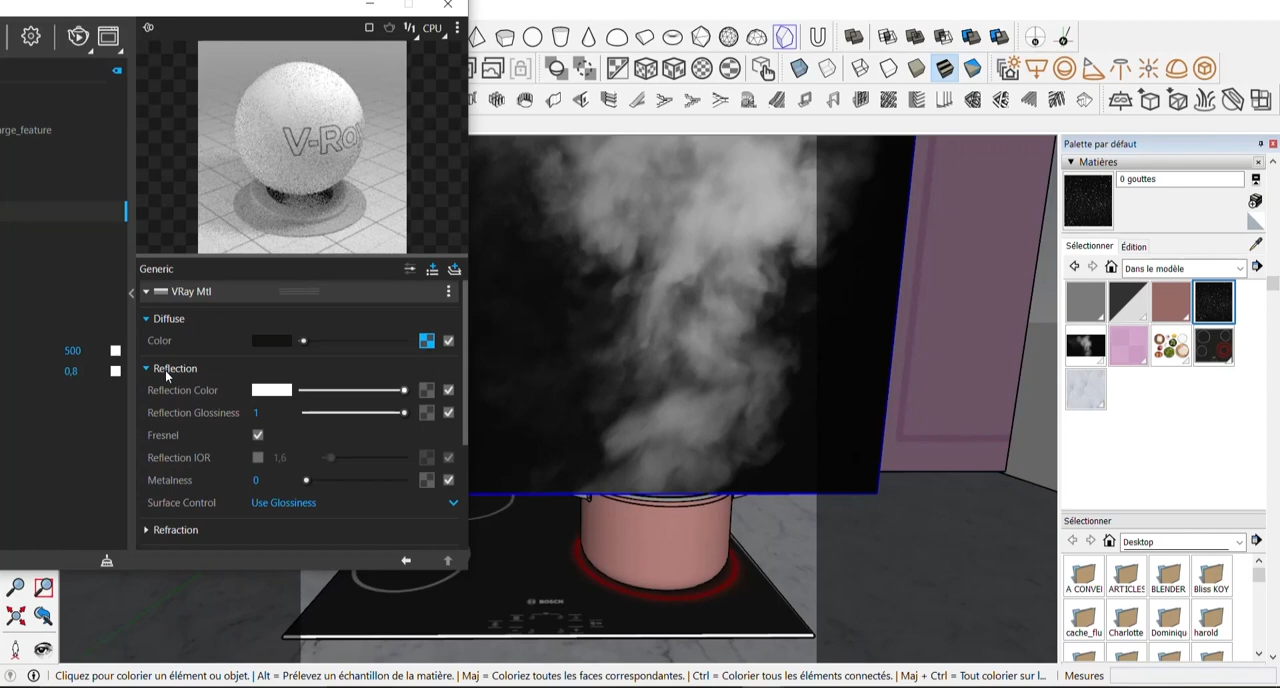 1/1 CPU
V-Ra
Generic
VRay Mtl
Diffuse
Color
500
0,8
Reflection
Reflection Color
Reflection Glossiness 1
Fresnel
Reflection IOR 1,6
Metalness 0
Surface Control Use Glossiness
Refraction
BOSCH
Palette par défaut
Matières
0 gouttes
Sélectionner Édition
Dans le modèle
Sélectionner
Desktop
A CONVEI ARTICLES BLENDER Bliss KOY
cache_flu Charlotte Dominiqu harold
Cliquez pour colorier un élément ou objet. | Alt = Prélevez un échantillon de la matière. | Maj = Coloriez toutes les faces correspondantes. | Ctrl = Colorier tous les éléments connectés. | Maj + Ctrl = Tout colorier sur l... Mesures